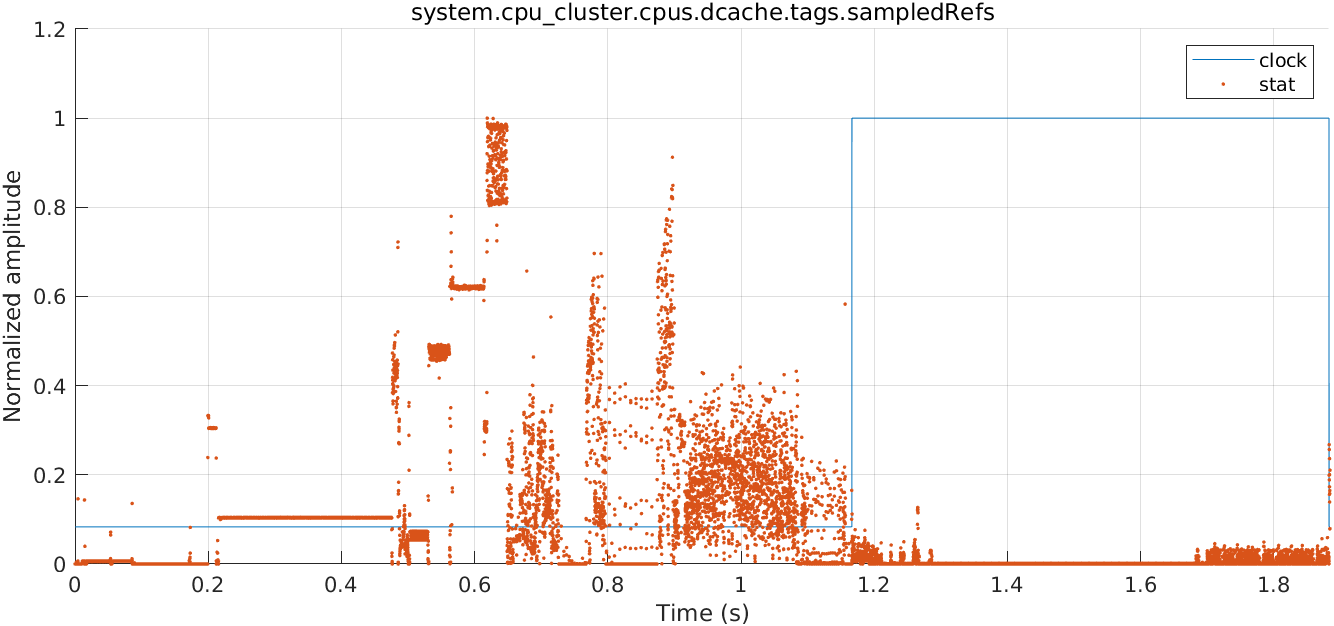 system.cpu_cluster.cpus.dcache.tags.sampledRefs
1.2
1
0.8
0.6
0.4
0.2
0
Normalized amplitude
clock
stat
0 0.2 0.4 0.6 0.8 1 1.2 1.4 1.6 1.8
Time (s)